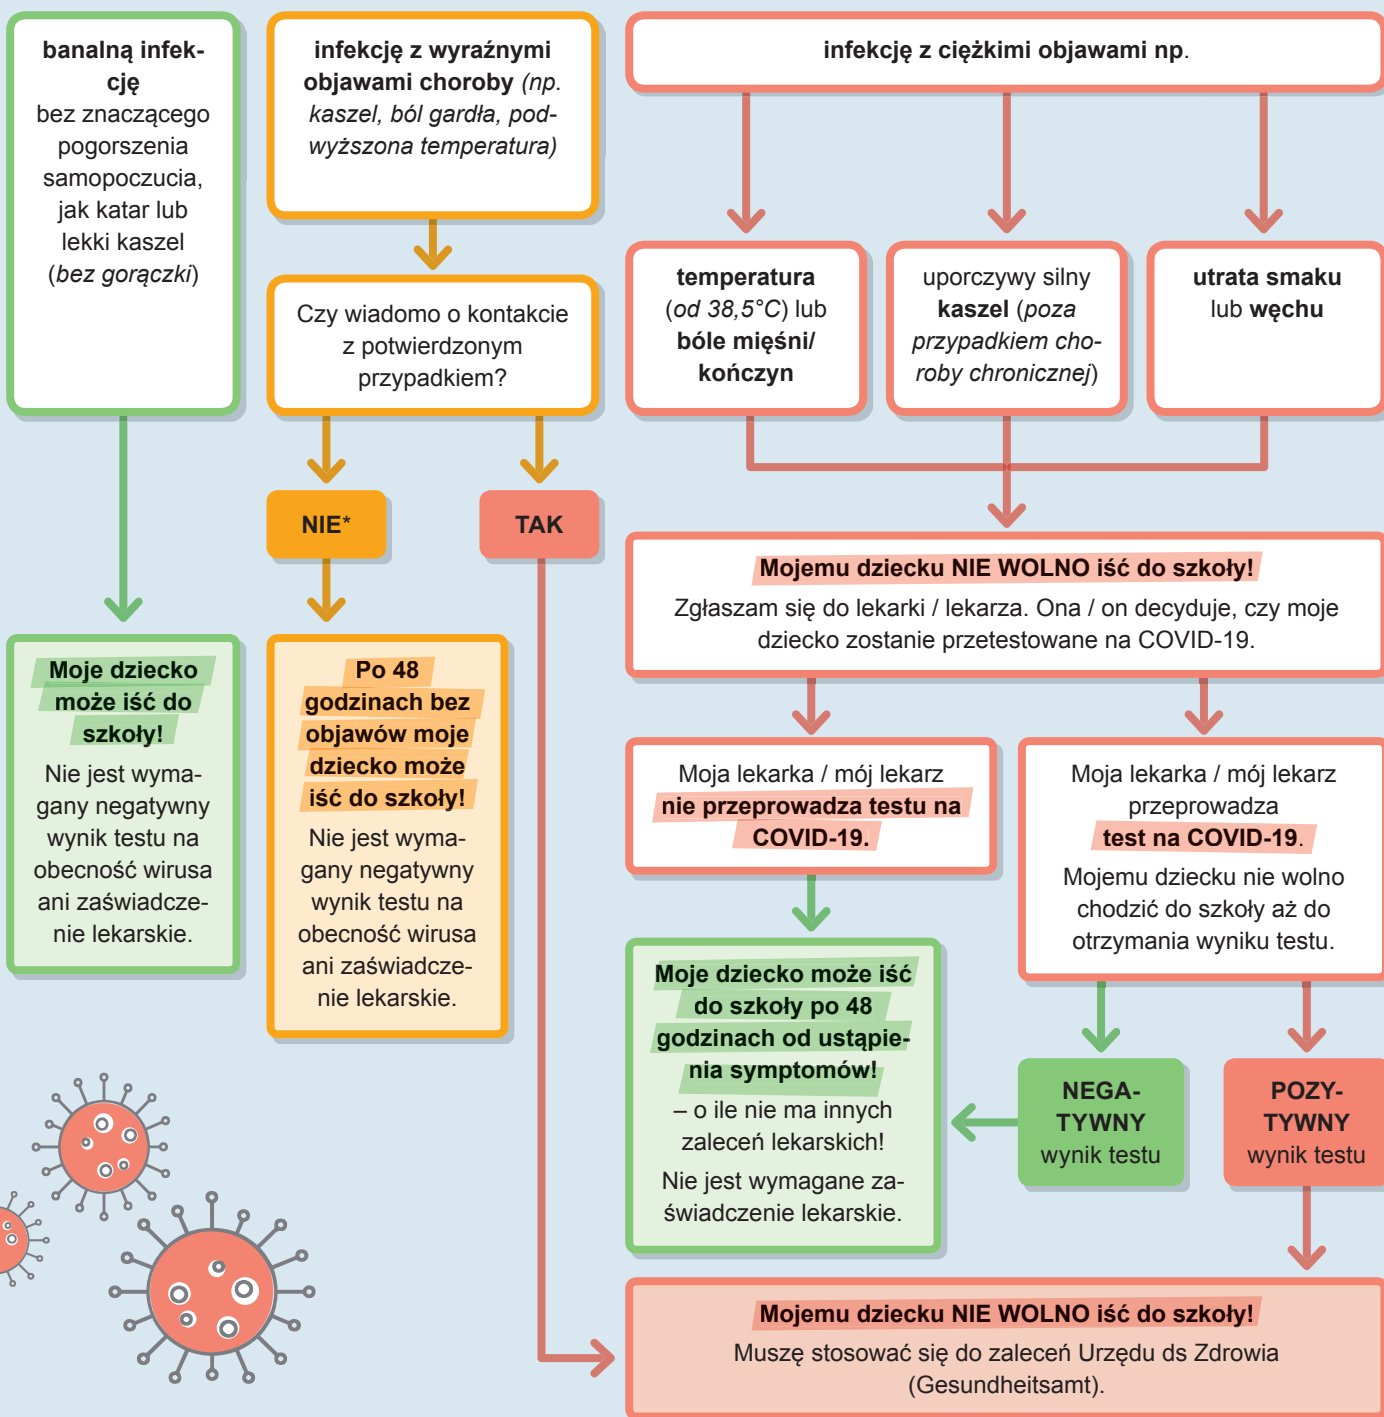 banalną infek-
cję
bez znaczącego
pogorszenia
samopoczucia,
jak katar lub
lekki kaszel
(bez gorączki)
infekcję z wyraźnymi
objawami choroby (np.
kaszel, ból gardła, pod-
wyższona temperatura)
Czy wiadomo o kontakcie
z potwierdzonym
przypadkiem?
NIE*
TAK
infekcję z ciężkimi objawami np.
temperatura
(od 38,5°C) lub
bóle mięśni/
kończyn
uporczywy silny
kaszel (poza
przypadkiem cho-
roby chronicznej)
utrata smaku
lub węchu
Mojemu dziecku NIE WOLNO iść do szkoły!
Zgłaszam się do lekarki / lekarza. Ona / on decyduje, czy moje
dziecko zostanie przetestowane na COVID-19.
Moje dziecko
może iść do
szkoły!
Nie jest wyma-
gany negatywny
wynik testu na
obecność wirusa
ani zaświadcze-
nie lekarskie.
Po 48
godzinach bez
objawów moje
dziecko może
iść do szkoły!
Nie jest wyma-
gany negatywny
wynik testu na
obecność wirusa
ani zaświadcze-
nie lekarskie.
Moja lekarka / mój lekarz
nie przeprowadza testu na
COVID-19.
Moja lekarka / mój lekarz
przeprowadza
test na COVID-19.
Mojemu dziecku nie wolno
chodzić do szkoły aż do
otrzymania wyniku testu.
Moje dziecko może iść
do szkoły po 48
godzinach od ustąpie-
nia symptomów!
– o ile nie ma innych
zaleceń lekarskich!
Nie jest wymagane za-
świadczenie lekarskie.
NEGA-
TYWNY
wynik testu
POZY-
TYWNY
wynik testu
Mojemu dziecku NIE WOLNO iść do szkoły!
Muszę stosować się do zaleceń Urzędu ds Zdrowia
(Gesundheitsamt).